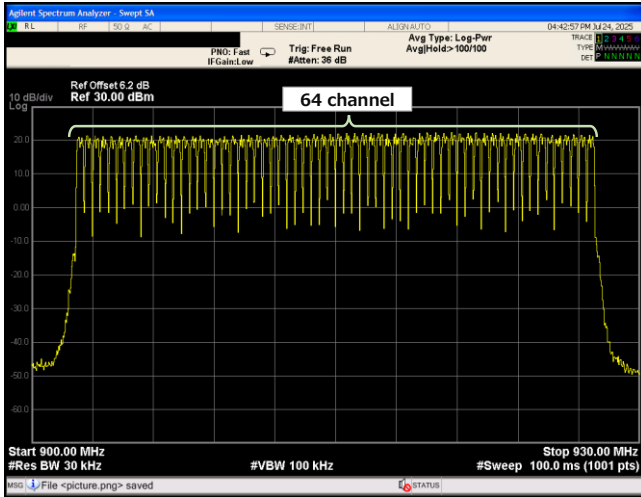 Agilent Spectrum Analyzer - Swept SA
RL RF 50 Ω AC SENSE:INT ALIGN AUTO 04:42:57 PM Jul 24, 2025
PNO: Fast
IFGain:Low
Trig: Free Run
#Atten: 36 dB
Avg Type: Log-Pwr
Avg|Hold:>100/100
TRACE 1 2 3 4 5 6
TYPE M
DET P N N N N N
Ref Offset 6.2 dB
10 dB/div Ref 30.00 dBm
Log
64 channel
20.0
10.0
0.00
-10.0
-20.0
-30.0
-40.0
-50.0
-60.0
Start 900.00 MHz Stop 930.00 MHz
#Res BW 30 kHz #VBW 100 kHz #Sweep 100.0 ms (1001 pts)
MSG File <picture.png> saved STATUS